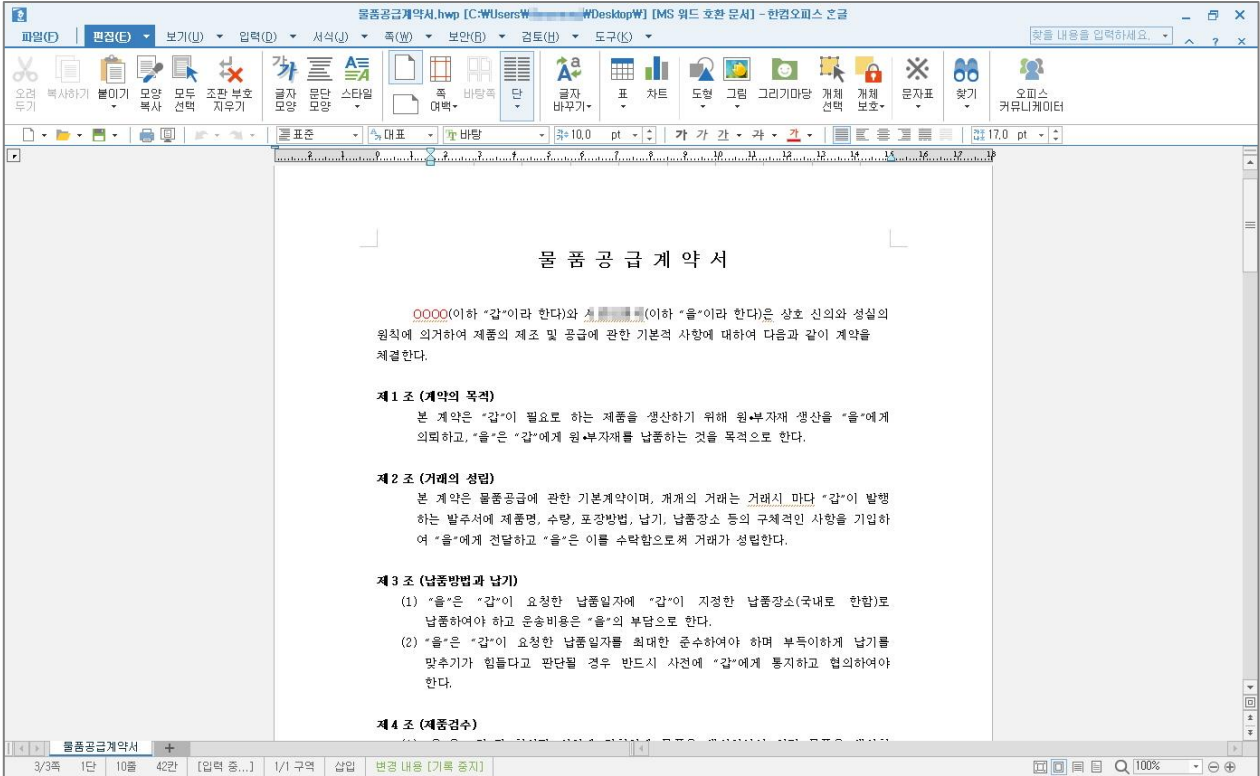 물품공급계약서.hwp [C:₩Users₩ ₩Desktop₩] [MS 워드 호환 문서] - 한컴오피스 한글
파일(F) 편집(E) 보기(U) 입력(D) 서식(J) 쪽(W) 보안(B) 검토(H) 도구(K) 찾을 내용을 입력하세요.
오려 두기 복사하기 붙이기 모양 복사 모두 선택 조판 부호 지우기 글자 모양 문단 모양 스타일 쪽 여백 바탕쪽 단 글자 바꾸기 표 차트 도형 그림 그리기마당 개체 선택 개체 보호 문자표 찾기 오피스 커뮤니케이터
표준 대표 바탕 10,0 pt 가 가 가 가 가 17,0 pt
2 1 0 1 2 3 4 5 6 7 8 9 10 11 12 13 14 15 16 17 18
물 품 공 급 계 약 서
OOOO(이하 “갑”이라 한다)와 (이하 “을”이라 한다)은 상호 신의와 성실의
원칙에 의거하여 제품의 제조 및 공급에 관한 기본적 사항에 대하여 다음과 같이 계약을
체결한다.
제 1 조 (계약의 목적)
본 계약은 “갑”이 필요로 하는 제품을 생산하기 위해 원•부자재 생산을 “을”에게
의뢰하고, “을”은 “갑”에게 원•부자재를 납품하는 것을 목적으로 한다.
제 2 조 (거래의 성립)
본 계약은 물품공급에 관한 기본계약이며, 개개의 거래는 거래시 마다 “갑”이 발행
하는 발주서에 제품명, 수량, 포장방법, 납기, 납품장소 등의 구체적인 사항을 기입하
여 “을”에게 전달하고 “을”은 이를 수락함으로써 거래가 성립한다.
제 3 조 (납품방법과 납기)
(1) “을”은 “갑”이 요청한 납품일자에 “갑”이 지정한 납품장소(국내로 한함)로
납품하여야 하고 운송비용은 “을”의 부담으로 한다.
(2) “을”은 “갑”이 요청한 납품일자를 최대한 준수하여야 하며 부득이하게 납기를
맞추기가 힘들다고 판단될 경우 반드시 사전에 “갑”에게 통지하고 협의하여야
한다.
제 4 조 (제품검수)
물품공급계약서
3/3쪽 1단 10줄 42칸 [입력 중...] 1/1 구역 삽입 변경 내용 [기록 중지] 100%